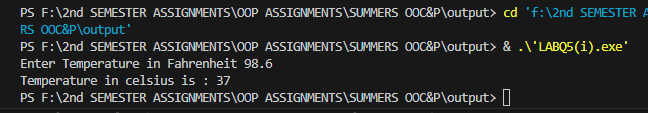 PS F:\2nd SEMESTER ASSIGNMENTS\OOP ASSIGNMENTS\SUMMERS OOC&P\output> cd 'f:\2nd SEMESTER A
RS OOC&P\output'
PS F:\2nd SEMESTER ASSIGNMENTS\OOP ASSIGNMENTS\SUMMERS OOC&P\output> & .\'LABQ5(i).exe'
Enter Temperature in Fahrenheit 98.6
Temperature in celsius is : 37
PS F:\2nd SEMESTER ASSIGNMENTS\OOP ASSIGNMENTS\SUMMERS OOC&P\output>